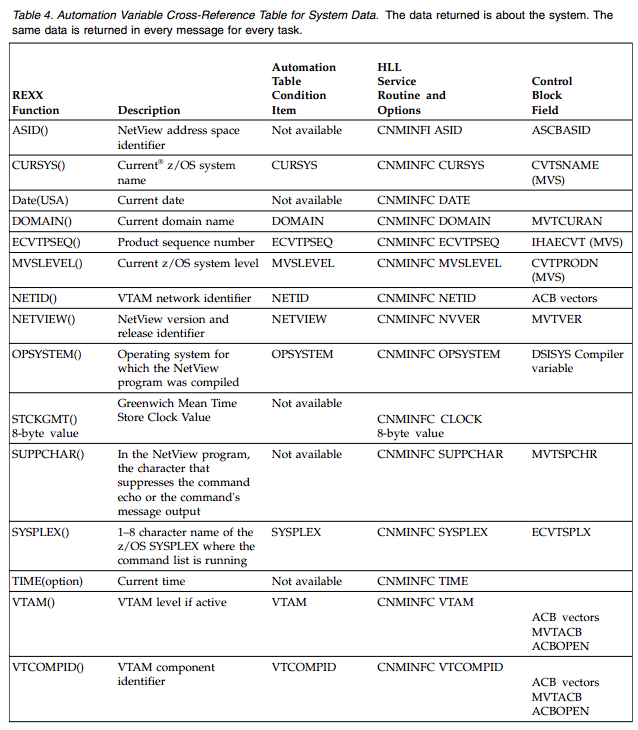 Table 4. Automation Variable Cross-Reference Table for System Data. The data returned is about the system. The
same data is returned in every message for every task.
REXX Function | Description | Automation Table Condition Item | HLL Service Routine and Options | Control Block Field
ASID() | NetView address space identifier | Not available | CNMINFI ASID | ASCBASID
CURSYS() | Current® z/OS system name | CURSYS | CNMINFC CURSYS | CVTSNAME (MVS)
Date(USA) | Current date | Not available | CNMINFC DATE
DOMAIN() | Current domain name | DOMAIN | CNMINFC DOMAIN | MVTCURAN
ECVTPSEQ() | Product sequence number | ECVTPSEQ | CNMINFC ECVTPSEQ | IHAECVT (MVS)
MVSLEVEL() | Current z/OS system level | MVSLEVEL | CNMINFC MVSLEVEL | CVTPRODN (MVS)
NETID() | VTAM network identifier | NETID | CNMINFC NETID | ACB vectors
NETVIEW() | NetView version and release identifier | NETVIEW | CNMINFC NVVER | MVTVER
OPSYSTEM() | Operating system for which the NetView program was compiled | OPSYSTEM | CNMINFC OPSYSTEM | DSISYS Compiler variable
STCKGMT() 8-byte value | Greenwich Mean Time Store Clock Value | Not available | CNMINFC CLOCK 8-byte value
SUPPCHAR() | In the NetView program, the character that suppresses the command echo or the command's message output | Not available | CNMINFC SUPPCHAR | MVTSPCHR
SYSPLEX() | 1–8 character name of the z/OS SYSPLEX where the command list is running | SYSPLEX | CNMINFC SYSPLEX | ECVTSPLX
TIME(option) | Current time | Not available | CNMINFC TIME
VTAM() | VTAM level if active | VTAM | CNMINFC VTAM | ACB vectors MVTACB ACBOPEN
VTCOMPID() | VTAM component identifier | VTCOMPID | CNMINFC VTCOMPID | ACB vectors MVTACB ACBOPEN